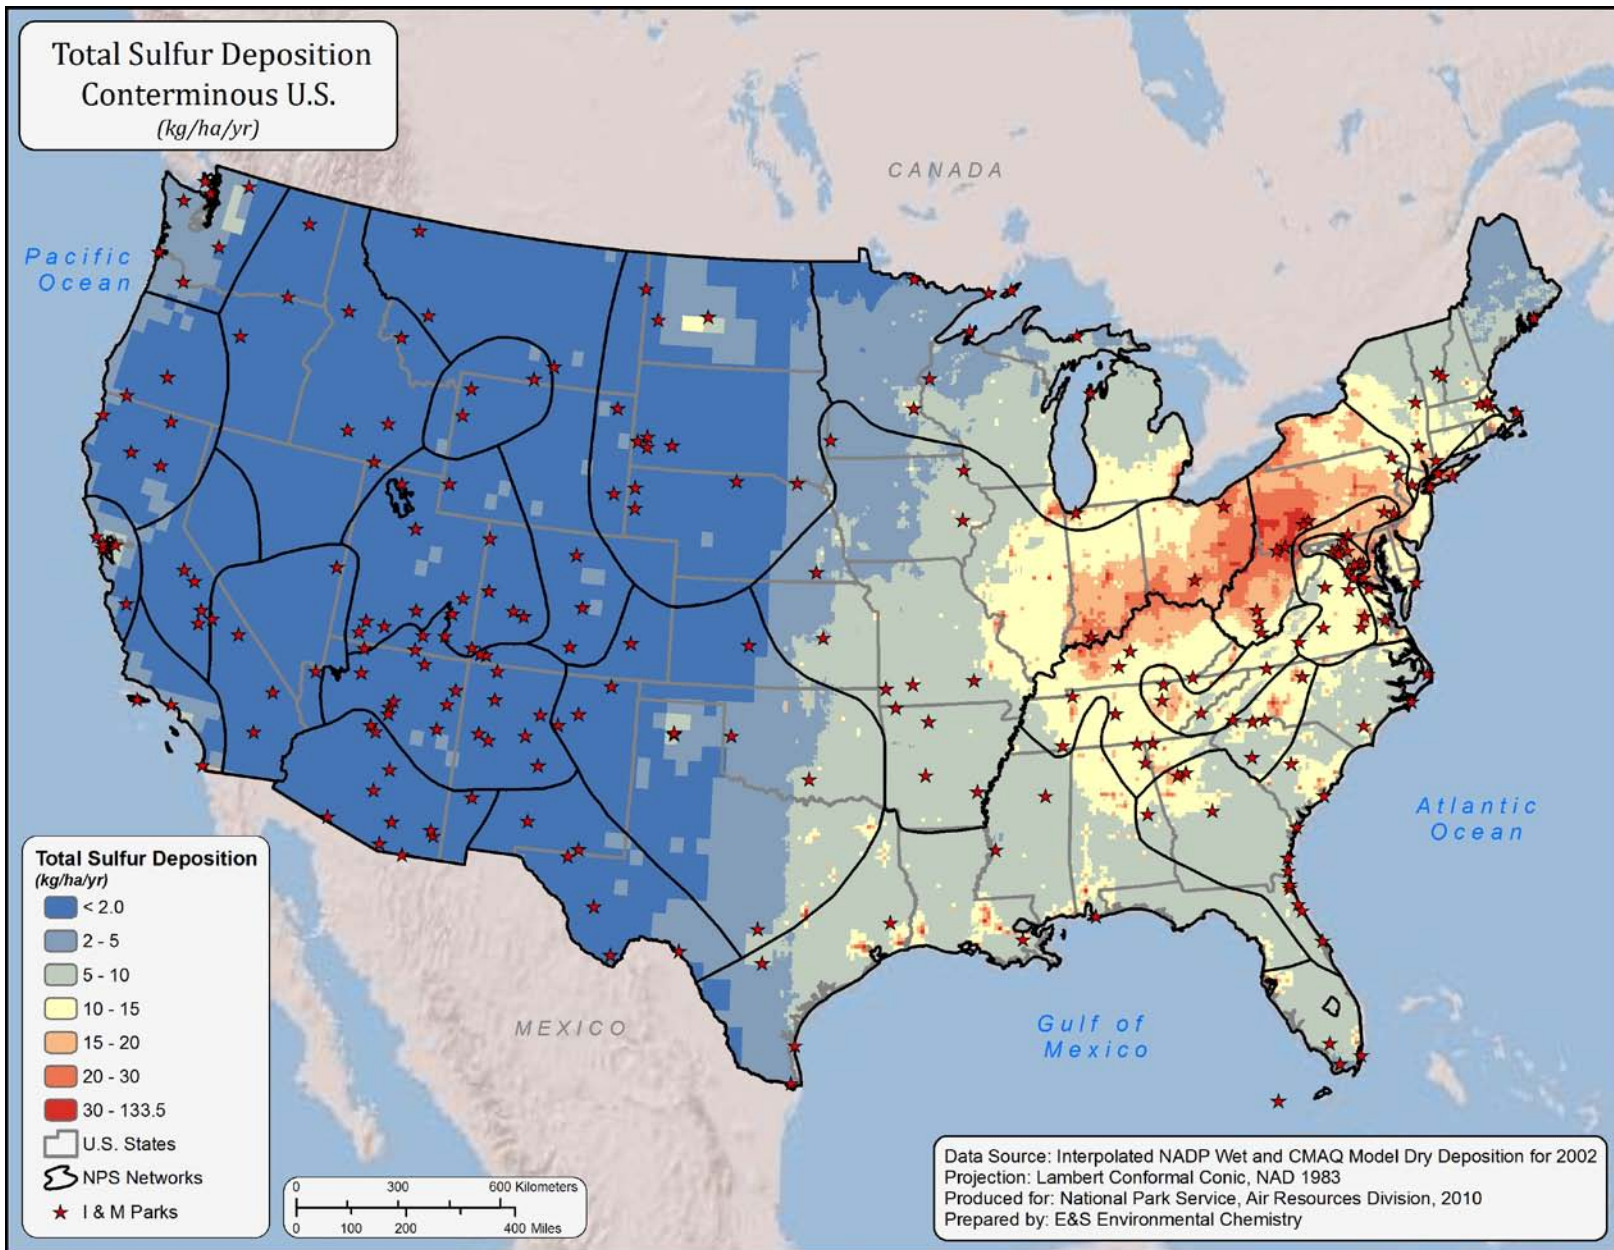 Total Sulfur Deposition
Conterminous U.S.
(kg/ha/yr)
CANADA
Pacific
Ocean
Atlantic
Ocean
Gulf of
Mexico
MEXICO
Total Sulfur Deposition
(kg/ha/yr)
< 2.0
2 - 5
5 - 10
10 - 15
15 - 20
20 - 30
30 - 133.5
U.S. States
NPS Networks
I & M Parks
0 300 600 Kilometers
0 100 200 400 Miles
Data Source: Interpolated NADP Wet and CMAQ Model Dry Deposition for 2002
Projection: Lambert Conformal Conic, NAD 1983
Produced for: National Park Service, Air Resources Division, 2010
Prepared by: E&S Environmental Chemistry